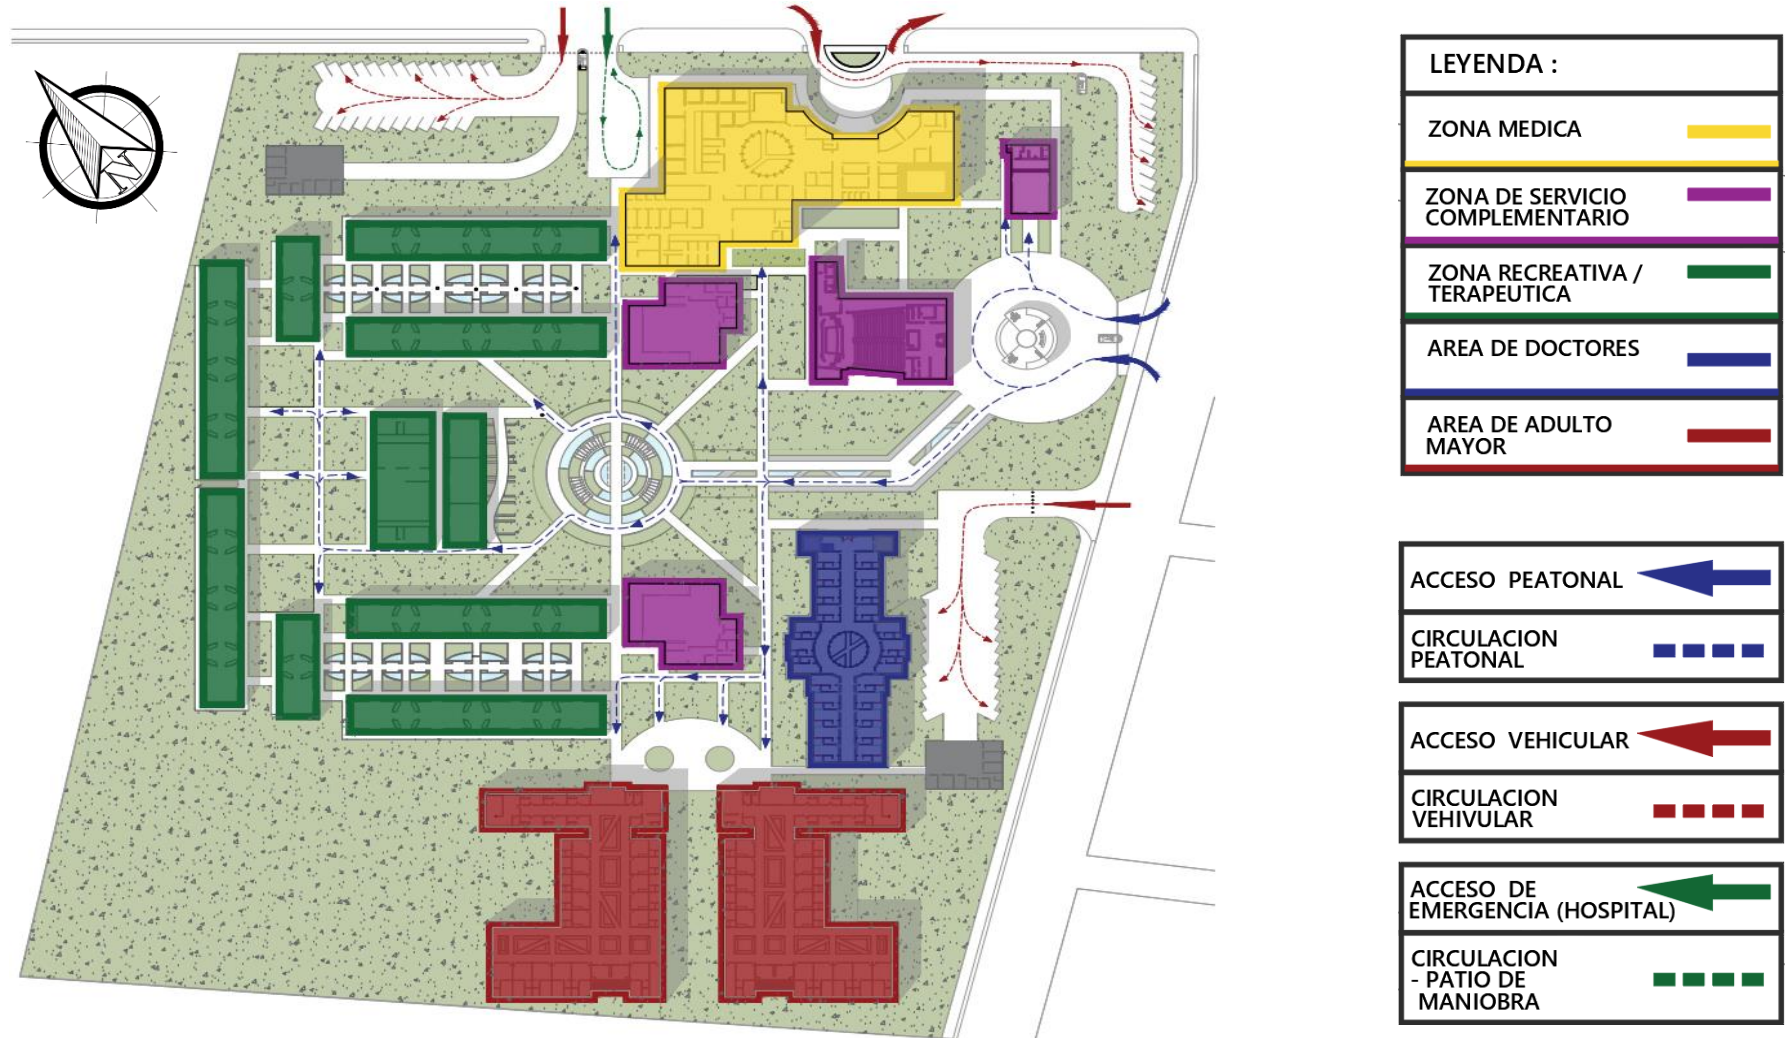 LEYENDA :
ZONA MEDICA
ZONA DE SERVICIO
COMPLEMENTARIO
ZONA RECREATIVA /
TERAPEUTICA
AREA DE DOCTORES
AREA DE ADULTO
MAYOR
ACCESO PEATONAL
CIRCULACION
PEATONAL
ACCESO VEHICULAR
CIRCULACION
VEHIVULAR
ACCESO DE
EMERGENCIA (HOSPITAL)
CIRCULACION
- PATIO DE
MANIOBRA